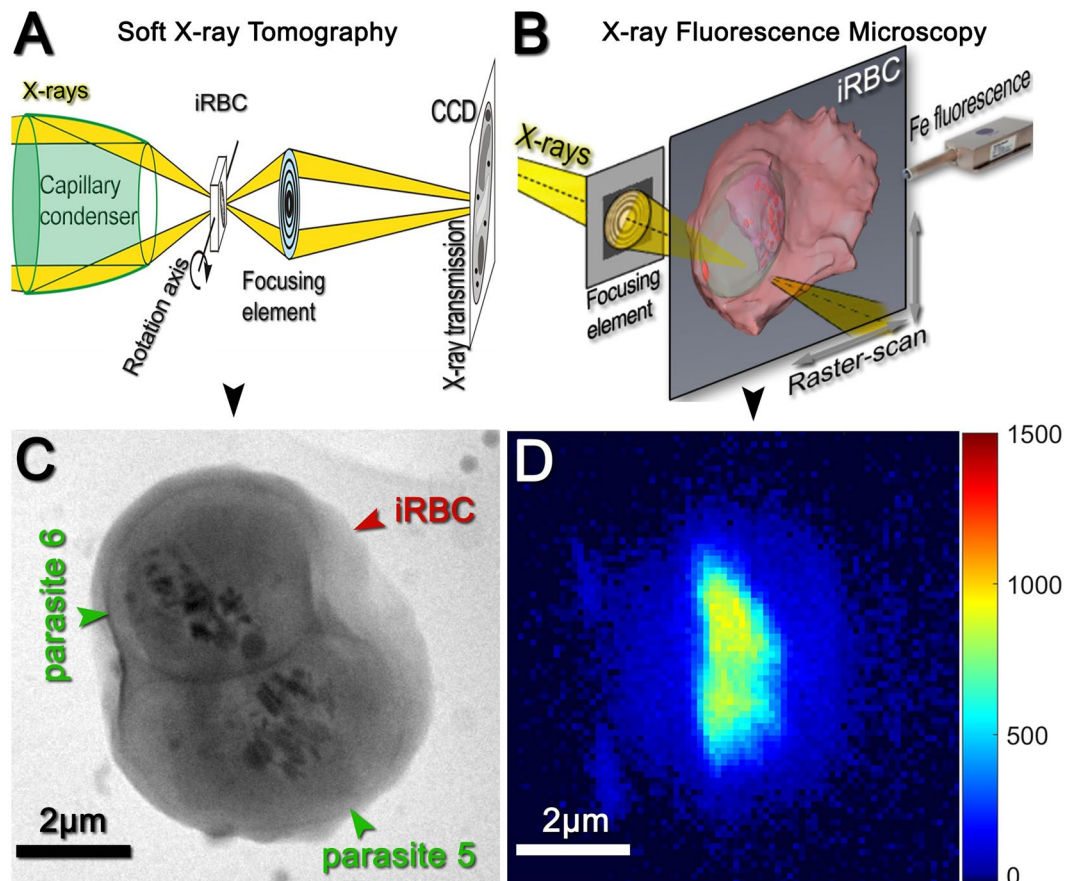 A
Soft X-ray Tomography
X-rays
iRBC
CCD
Capillary
condenser
Rotation axis
Focusing
element
X-ray transmission
B
X-ray Fluorescence Microscopy
iRBC
Fe fluorescence
X-rays
Focusing
element
Raster-scan
C
iRBC
parasite 6
2µm
parasite 5
D
1500
1000
500
0
2µm